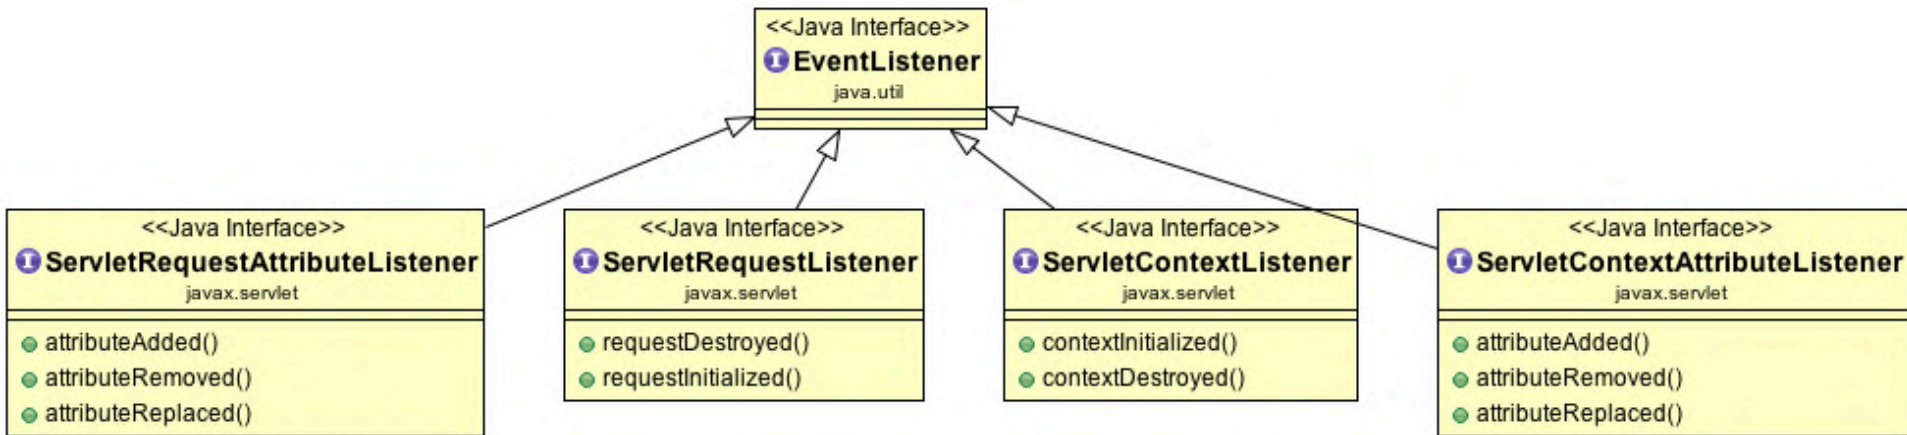 <<Java Interface>>
I EventListener
java.util
<<Java Interface>>
I ServletRequestAttributeListener
javax.servlet
attributeAdded()
attributeRemoved()
attributeReplaced()
<<Java Interface>>
I ServletRequestListener
javax.servlet
requestDestroyed()
requestInitialized()
<<Java Interface>>
I ServletContextListener
javax.servlet
contextInitialized()
contextDestroyed()
<<Java Interface>>
I ServletContextAttributeListener
javax.servlet
attributeAdded()
attributeRemoved()
attributeReplaced()